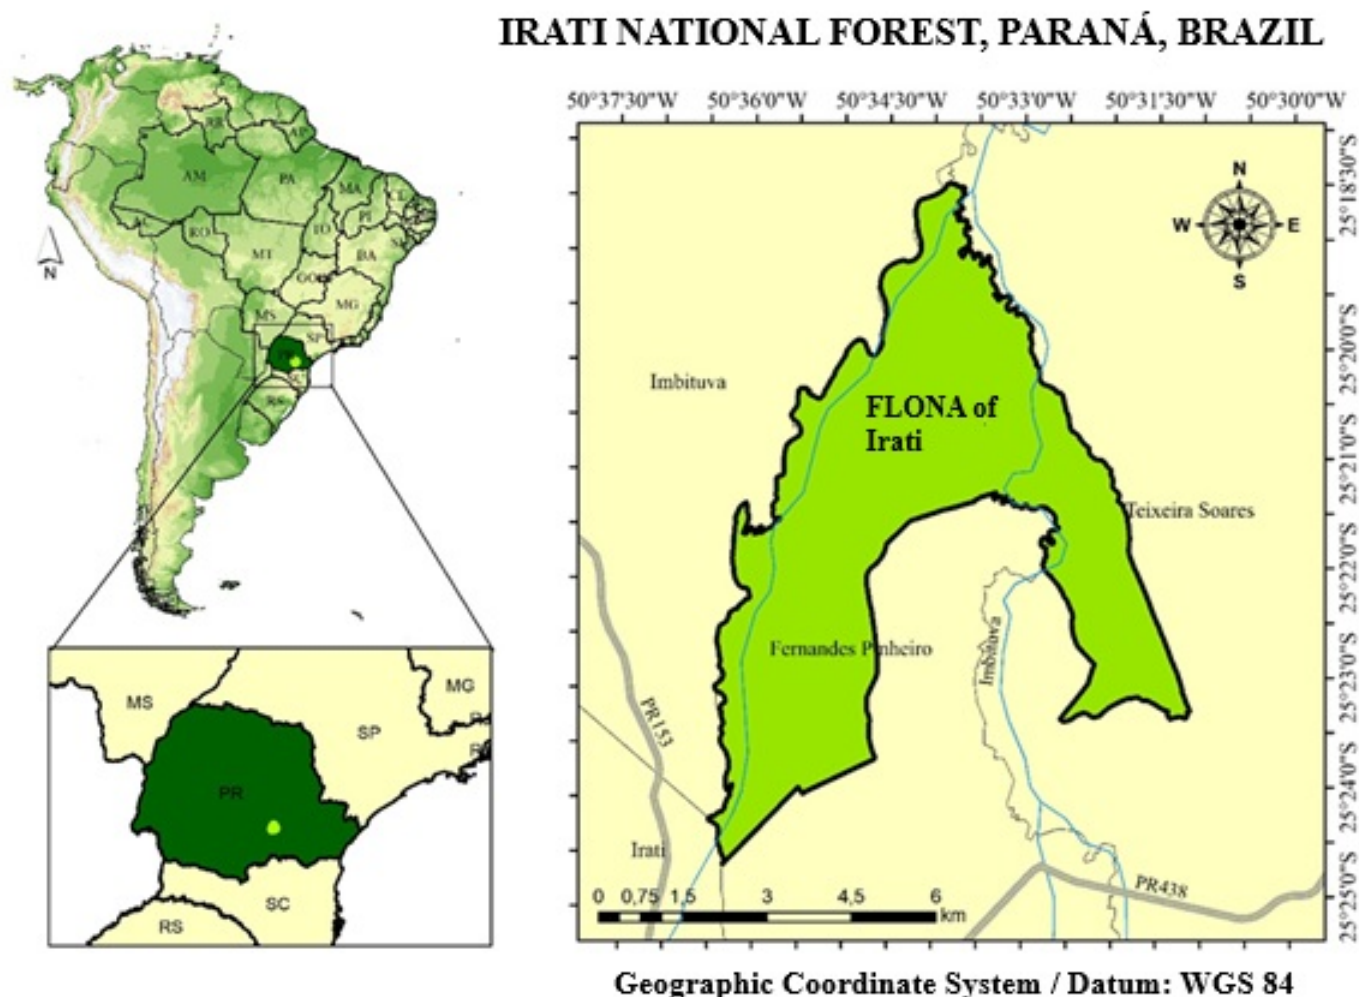 IRATI NATIONAL FOREST, PARANÁ, BRAZIL
50°37'30"W 50°36'0"W 50°34'30"W 50°33'0"W 50°31'30"W 50°30'0"W
25°18'30"S
25°20'0"S
25°21'0"S
25°22'0"S
25°23'0"S
25°24'0"S
25°25'0"S
N
W E
S
Imbituva
FLONA of
Irati
Teixeira Soares
Fernandes Pinheiro
Imbituva
PR153
Irati
PR438
0 0,75 1,5 3 4,5 6
km
RR
AP
AM
PA
MA
PI
RO
TO
MT
BA
GO
MG
MS
SP
RS
N
MS
MG
SP
PR
SC
RS
Geographic Coordinate System / Datum: WGS 84